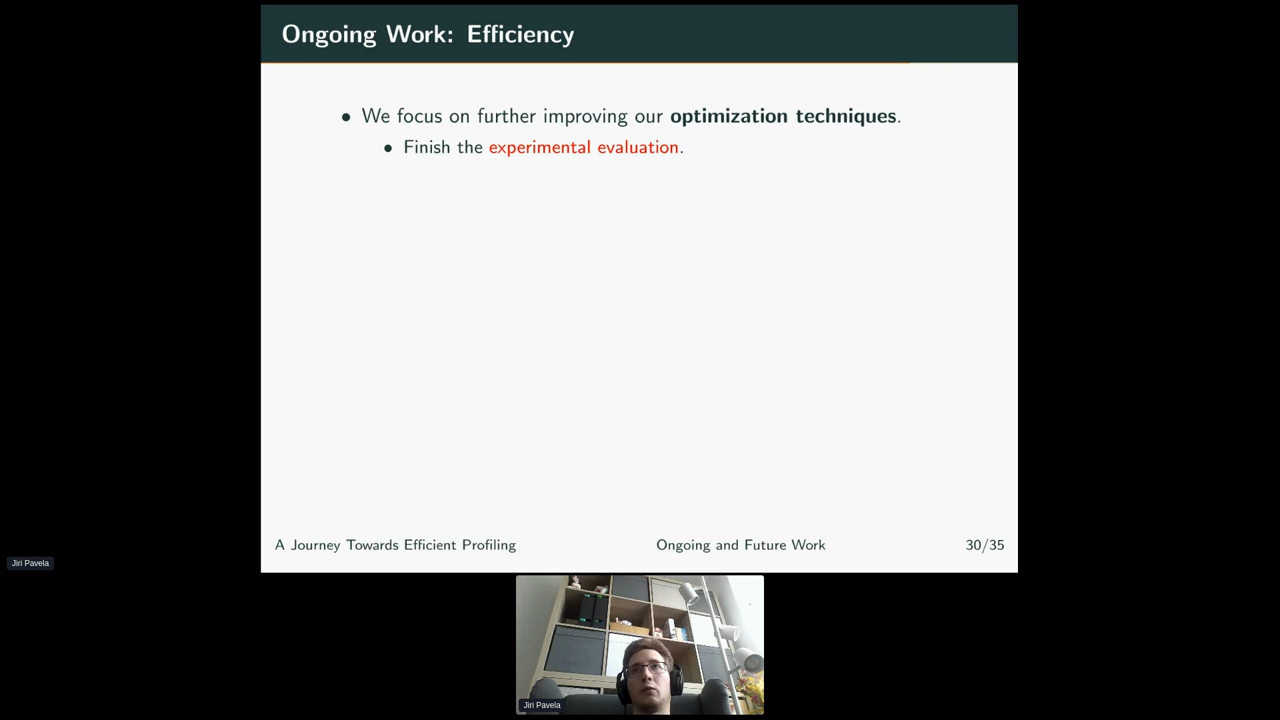 Ongoing Work: Efficiency
• We focus on further improving our optimization techniques.
• Finish the experimental evaluation.
A Journey Towards Efficient Profiling Ongoing and Future Work 30/35
Jiri Pavela
Jiri Pavela